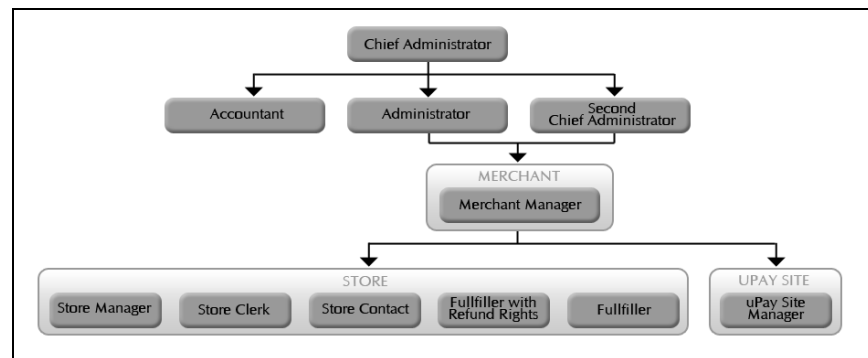 Chief Administrator
Accountant
Administrator
Second
Chief Administrator
MERCHANT
Merchant Manager
STORE
Store Manager
Store Clerk
Store Contact
Fullfiller with
Refund Rights
Fullfiller
UPAY SITE
uPay Site
Manager